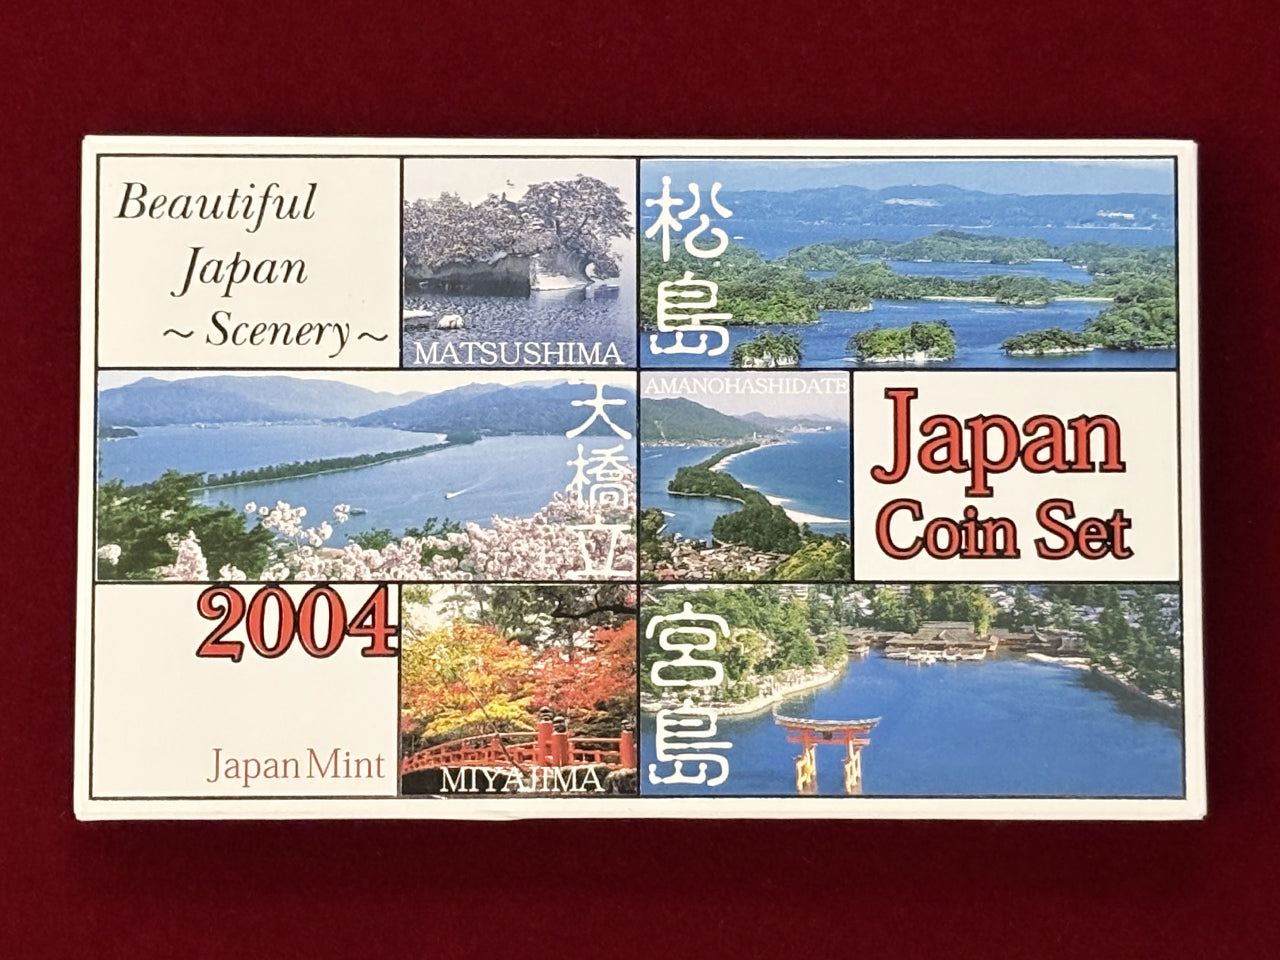 Beautiful
Japan
~ Scenery ~
MATSUSHIMA
松島
天橋立
AMANOHASHIDATE
Japan
Coin Set
2004
Japan Mint
MIYAJIMA
宮島